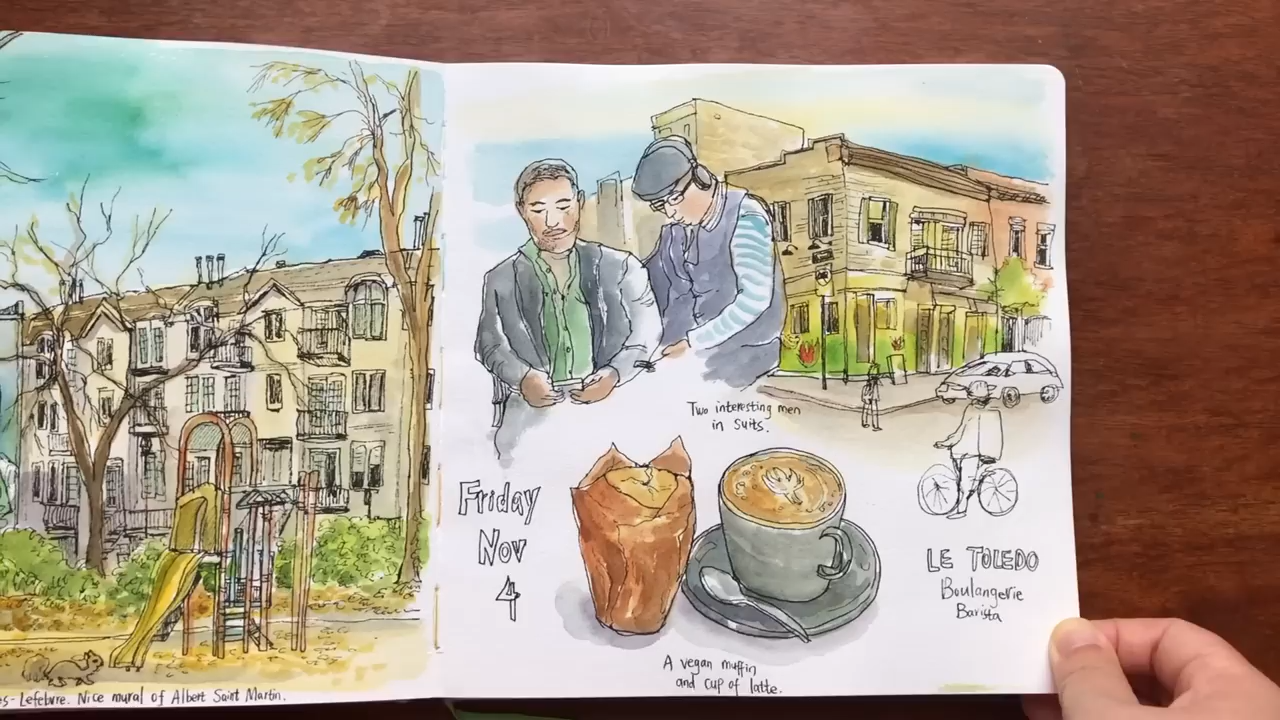 es-Lefebvre. Nice mural of Albert Saint Martin.
Two interesting men
in suits.
Friday
Nov
4
A vegan muffin
and cup of latte.
LE TOLEDO
Boulangerie
Barista